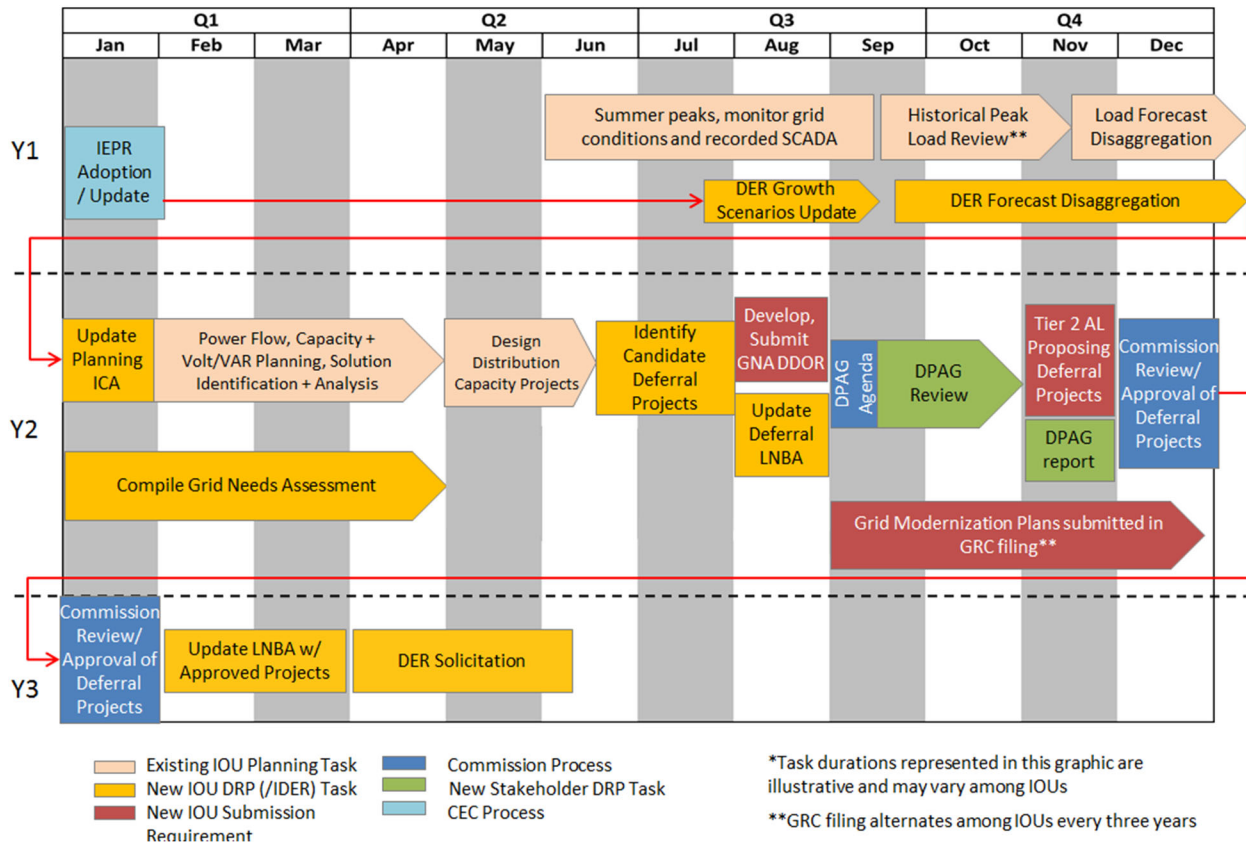 Q1 Q2 Q3 Q4
Jan Feb Mar Apr May Jun Jul Aug Sep Oct Nov Dec
Y1
IEPR
Adoption
/ Update
Summer peaks, monitor grid
conditions and recorded SCADA
Historical Peak
Load Review**
Load Forecast
Disaggregation
DER Growth
Scenarios Update
DER Forecast Disaggregation
Y2
Update
Planning
ICA
Power Flow, Capacity +
Volt/VAR Planning, Solution
Identification + Analysis
Design
Distribution
Capacity Projects
Identify
Candidate
Deferral
Projects
Develop,
Submit
GNA DDOR
Update
Deferral
LNBA
DPAG
Agenda
DPAG
Review
Tier 2 AL
Proposing
Deferral
Projects
DPAG
report
Commission
Review/
Approval of
Deferral
Projects
Compile Grid Needs Assessment
Grid Modernization Plans submitted in
GRC filing**
Y3
Commission
Review/
Approval of
Deferral
Projects
Update LNBA w/
Approved Projects
DER Solicitation
Existing IOU Planning Task
New IOU DRP (/IDER) Task
New IOU Submission
Requirement
Commission Process
New Stakeholder DRP Task
CEC Process
*Task durations represented in this graphic are
illustrative and may vary among IOUs
**GRC filing alternates among IOUs every three years